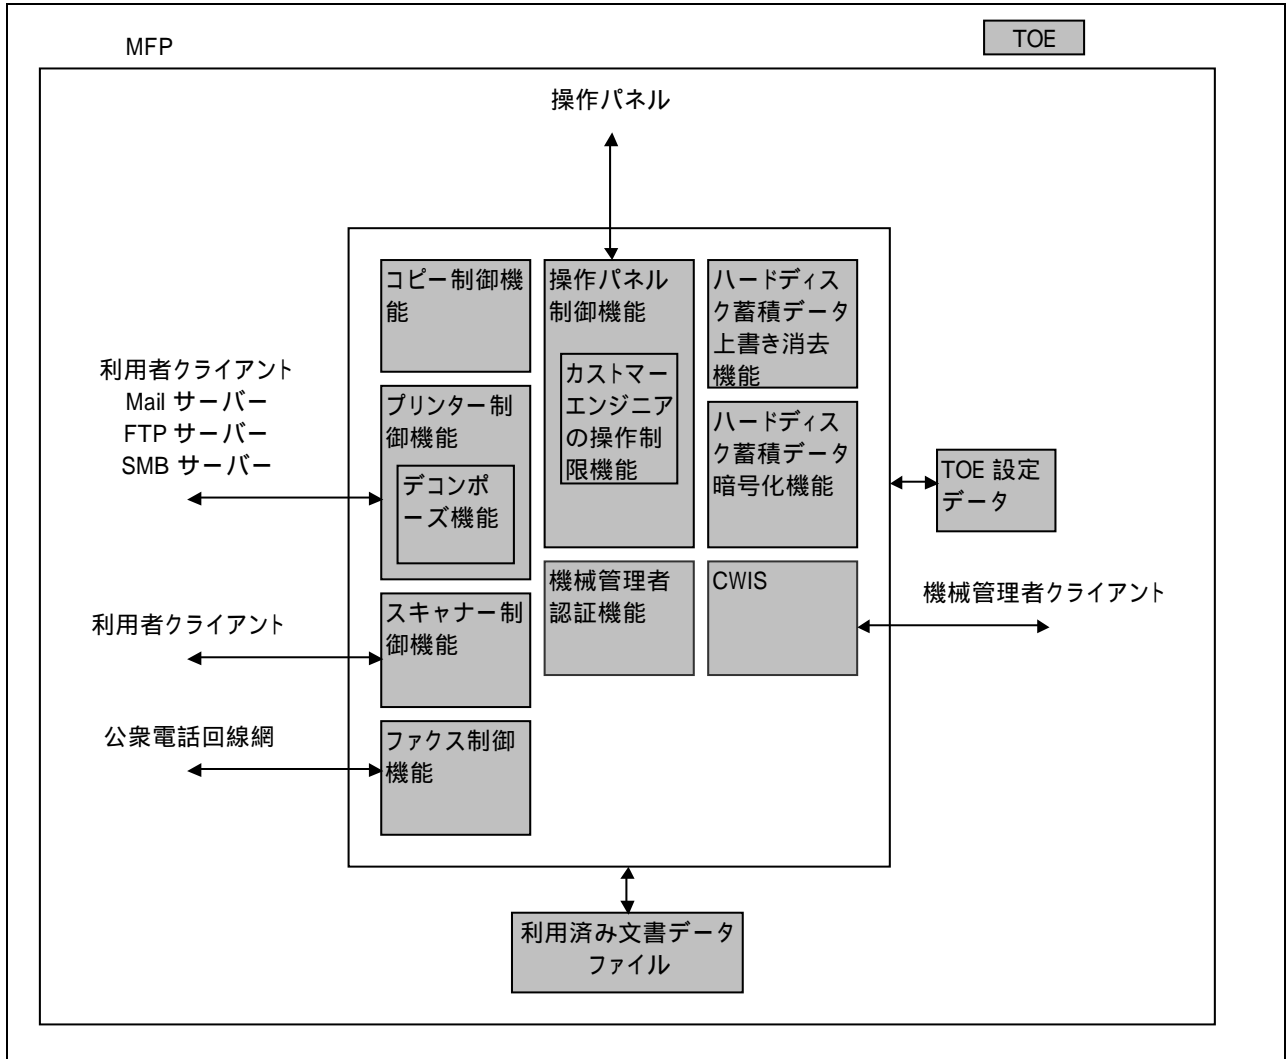 MFP
TOE
操作パネル
コピー制御機
能
操作パネル
制御機能
カストマー
エンジニア
の操作制
限機能
ハードディス
ク蓄積データ
上書き消去
機能
利用者クライアント
Mail サーバー
FTP サーバー
SMB サーバー
プリンター制
御機能
デコンポ
ーズ機能
ハードディス
ク蓄積データ
暗号化機能
TOE 設定
データ
機械管理者
認証機能
CWIS
機械管理者クライアント
利用者クライアント
スキャナー制
御機能
公衆電話回線網
ファクス制御
機能
利用済み文書データ
ファイル